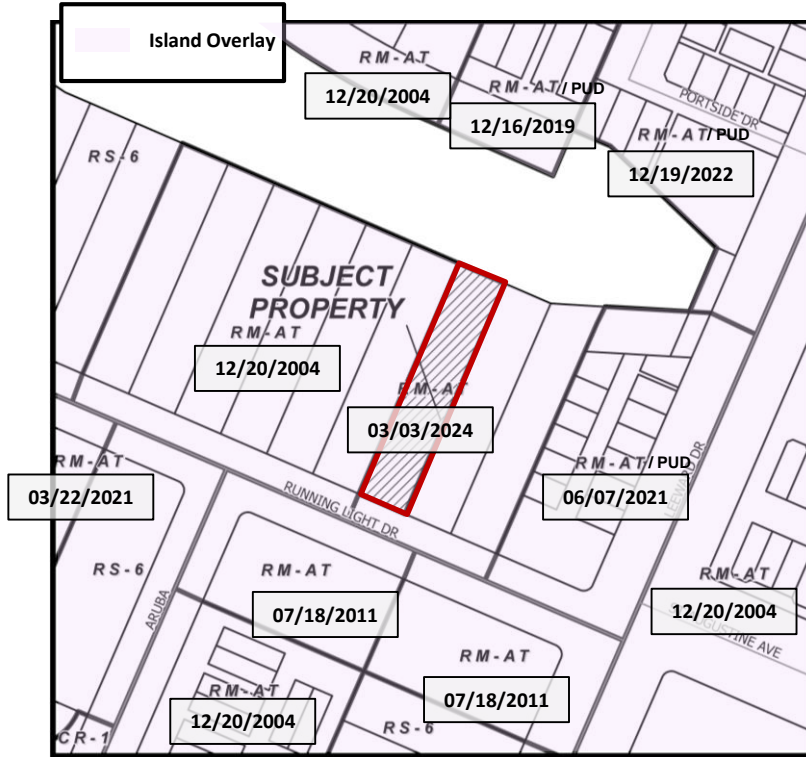 Island Overlay
RM-AT
12/20/2004
RM-AT/ PUD
12/16/2019
PORTSIDE DR
RM-AT/ PUD
12/19/2022
RS-6
SUBJECT
PROPERTY
RM-AT
12/20/2004
RM-AT
03/03/2024
RM-AT
03/22/2021
RUNNING LIGHT DR
RM-AT/ PUD
06/07/2021
LEEWARD DR
RS-6
ARUBA
RM-AT
07/18/2011
RM-AT
12/20/2004
AVE
RM-AT
07/18/2011
RM-AT
12/20/2004
RS-6
CR-1